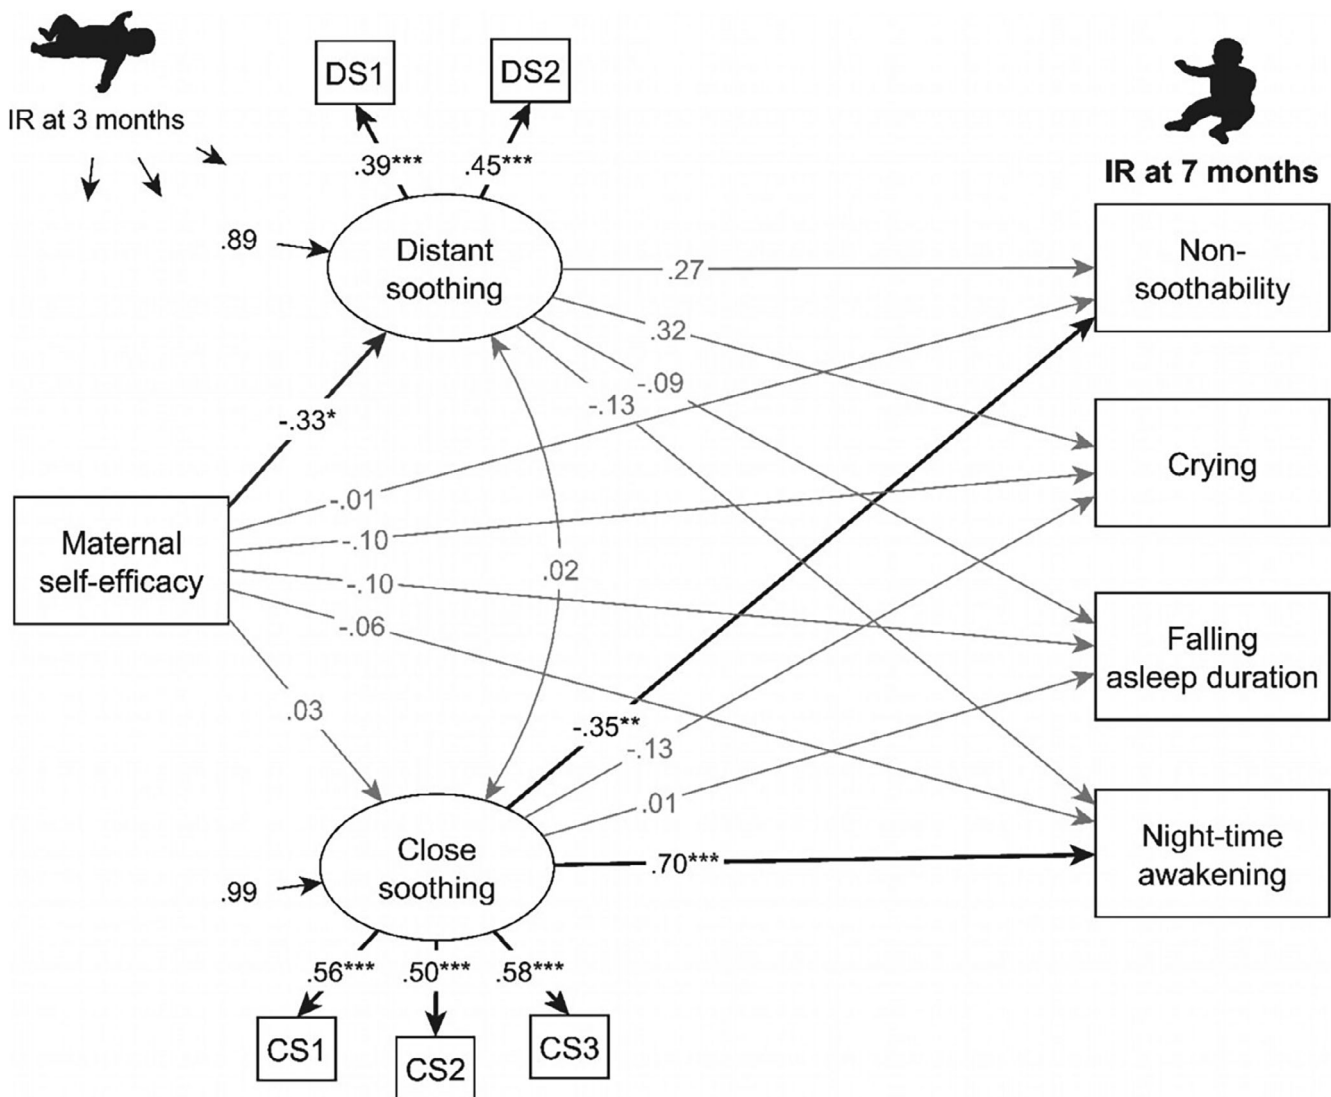 DS1
DS2
IR at 3 months
.39***
.45***
IR at 7 months
.89
Distant
soothing
.27
Non-
soothability
.32
-.09
-.13
-.33*
Crying
-.01
-.10
Maternal
self-efficacy
.02
-.10
-.06
Falling
asleep duration
.03
-.35**
-.13
.01
Close
soothing
.70***
Night-time
awakening
.99
.56***
.50***
.58***
CS1
CS2
CS3